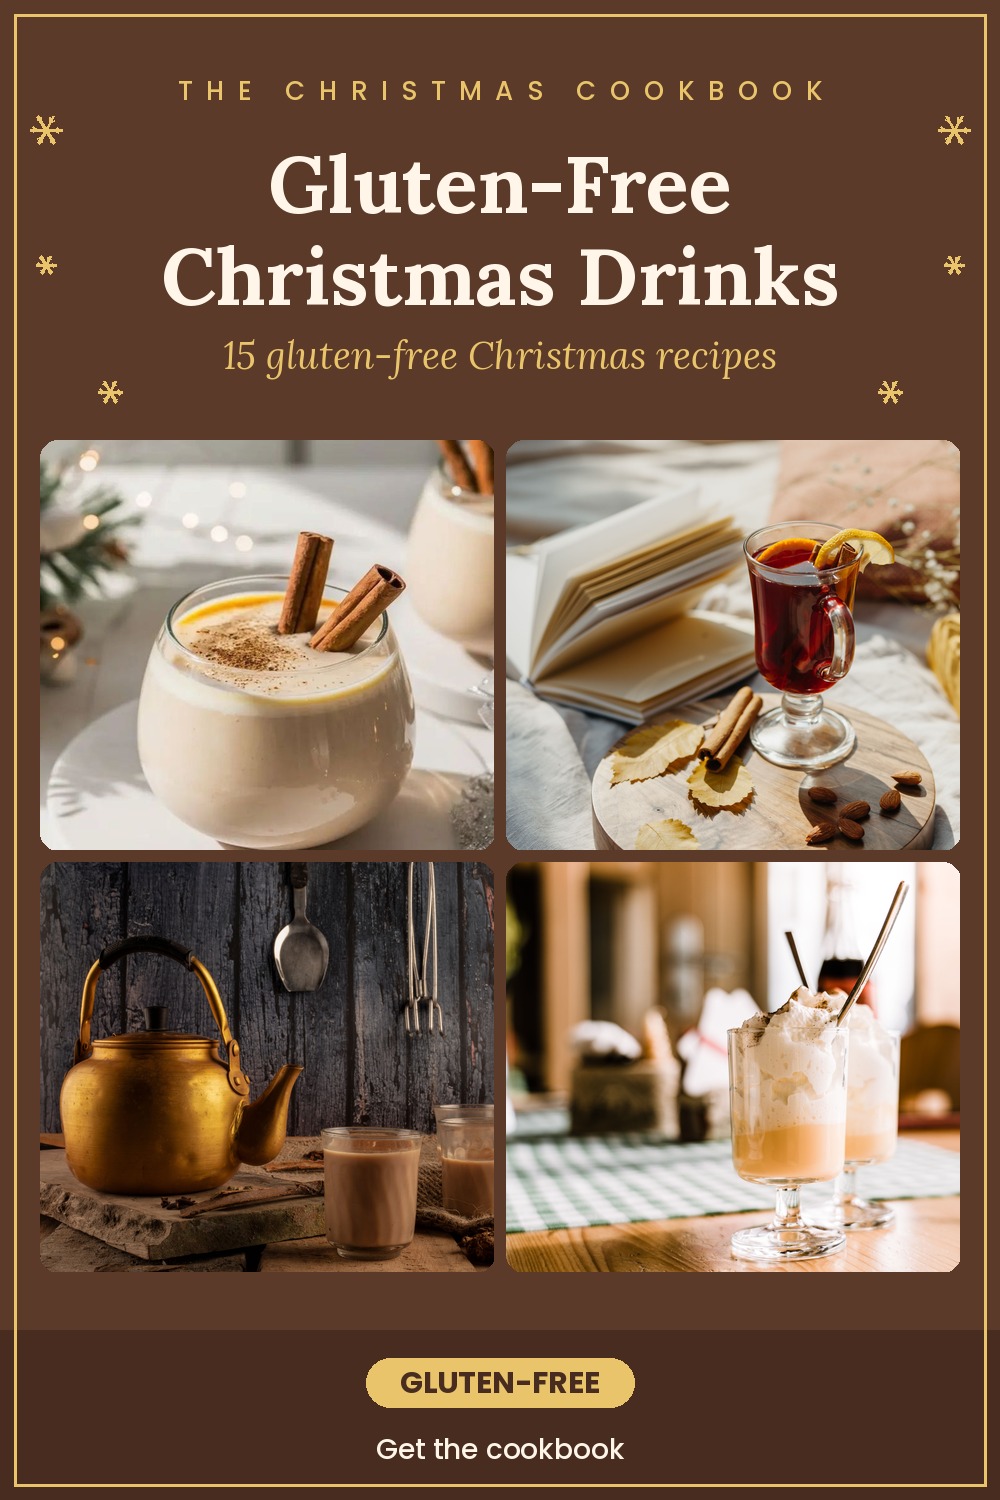 THE CHRISTMAS COOKBOOK
Gluten-Free
Christmas Drinks
15 gluten-free Christmas recipes
GLUTEN-FREE
Get the cookbook